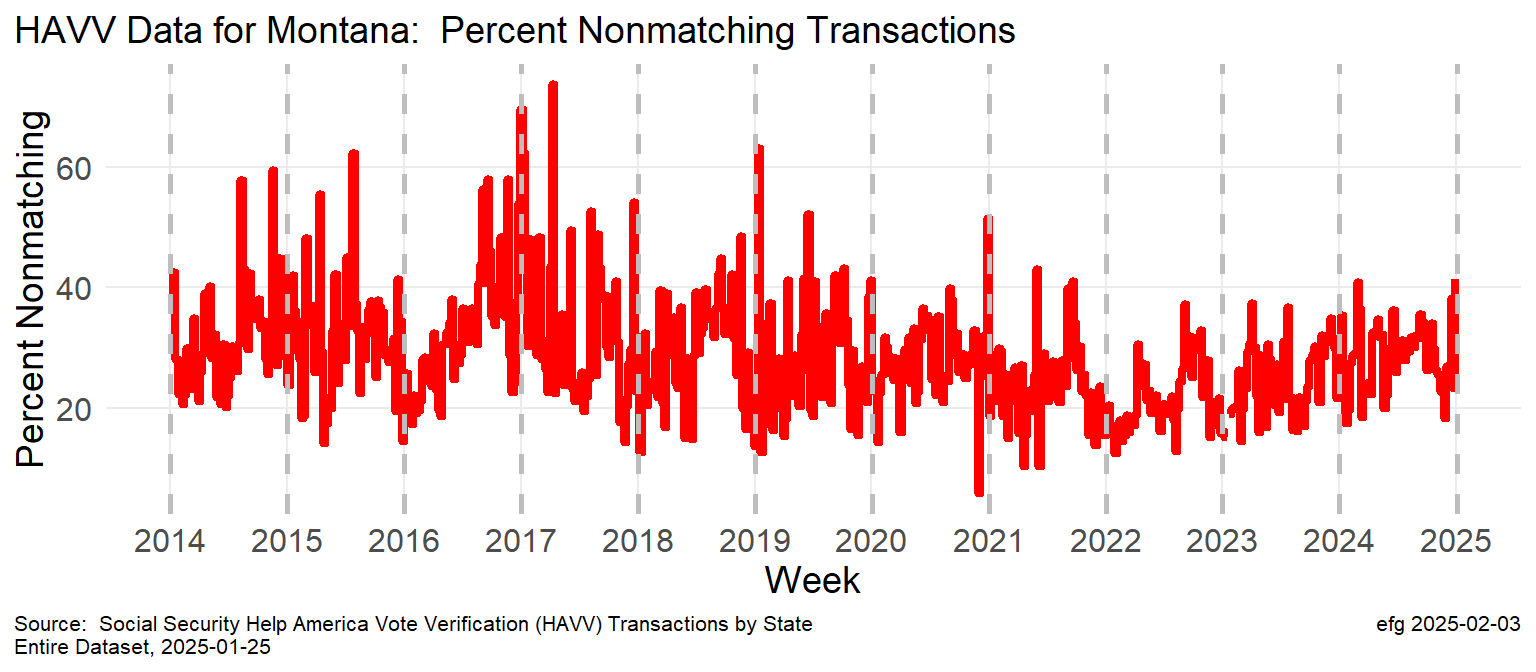 HAVV Data for Montana:  Percent Nonmatching Transactions
Percent Nonmatching
60
40
20
2014 2015 2016 2017 2018 2019 2020 2021 2022 2023 2024 2025
Week
Source:  Social Security Help America Vote Verification (HAVV) Transactions by State
Entire Dataset, 2025-01-25
efg 2025-02-03